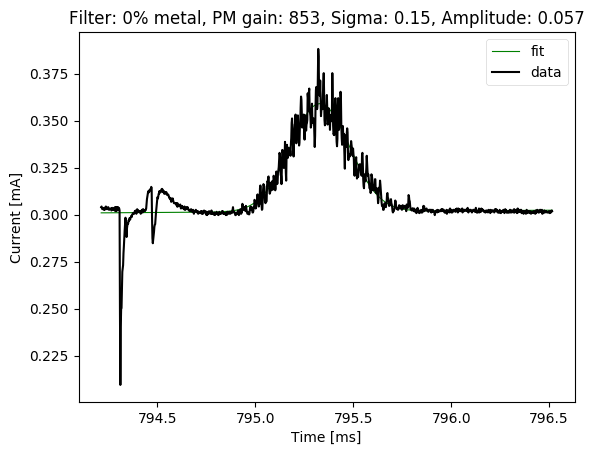 Filter: 0% metal, PM gain: 853, Sigma: 0.15, Amplitude: 0.057
fit
data
0.375
0.350
0.325
0.300
0.275
0.250
0.225
Current [mA]
794.5 795.0 795.5 796.0 796.5
Time [ms]